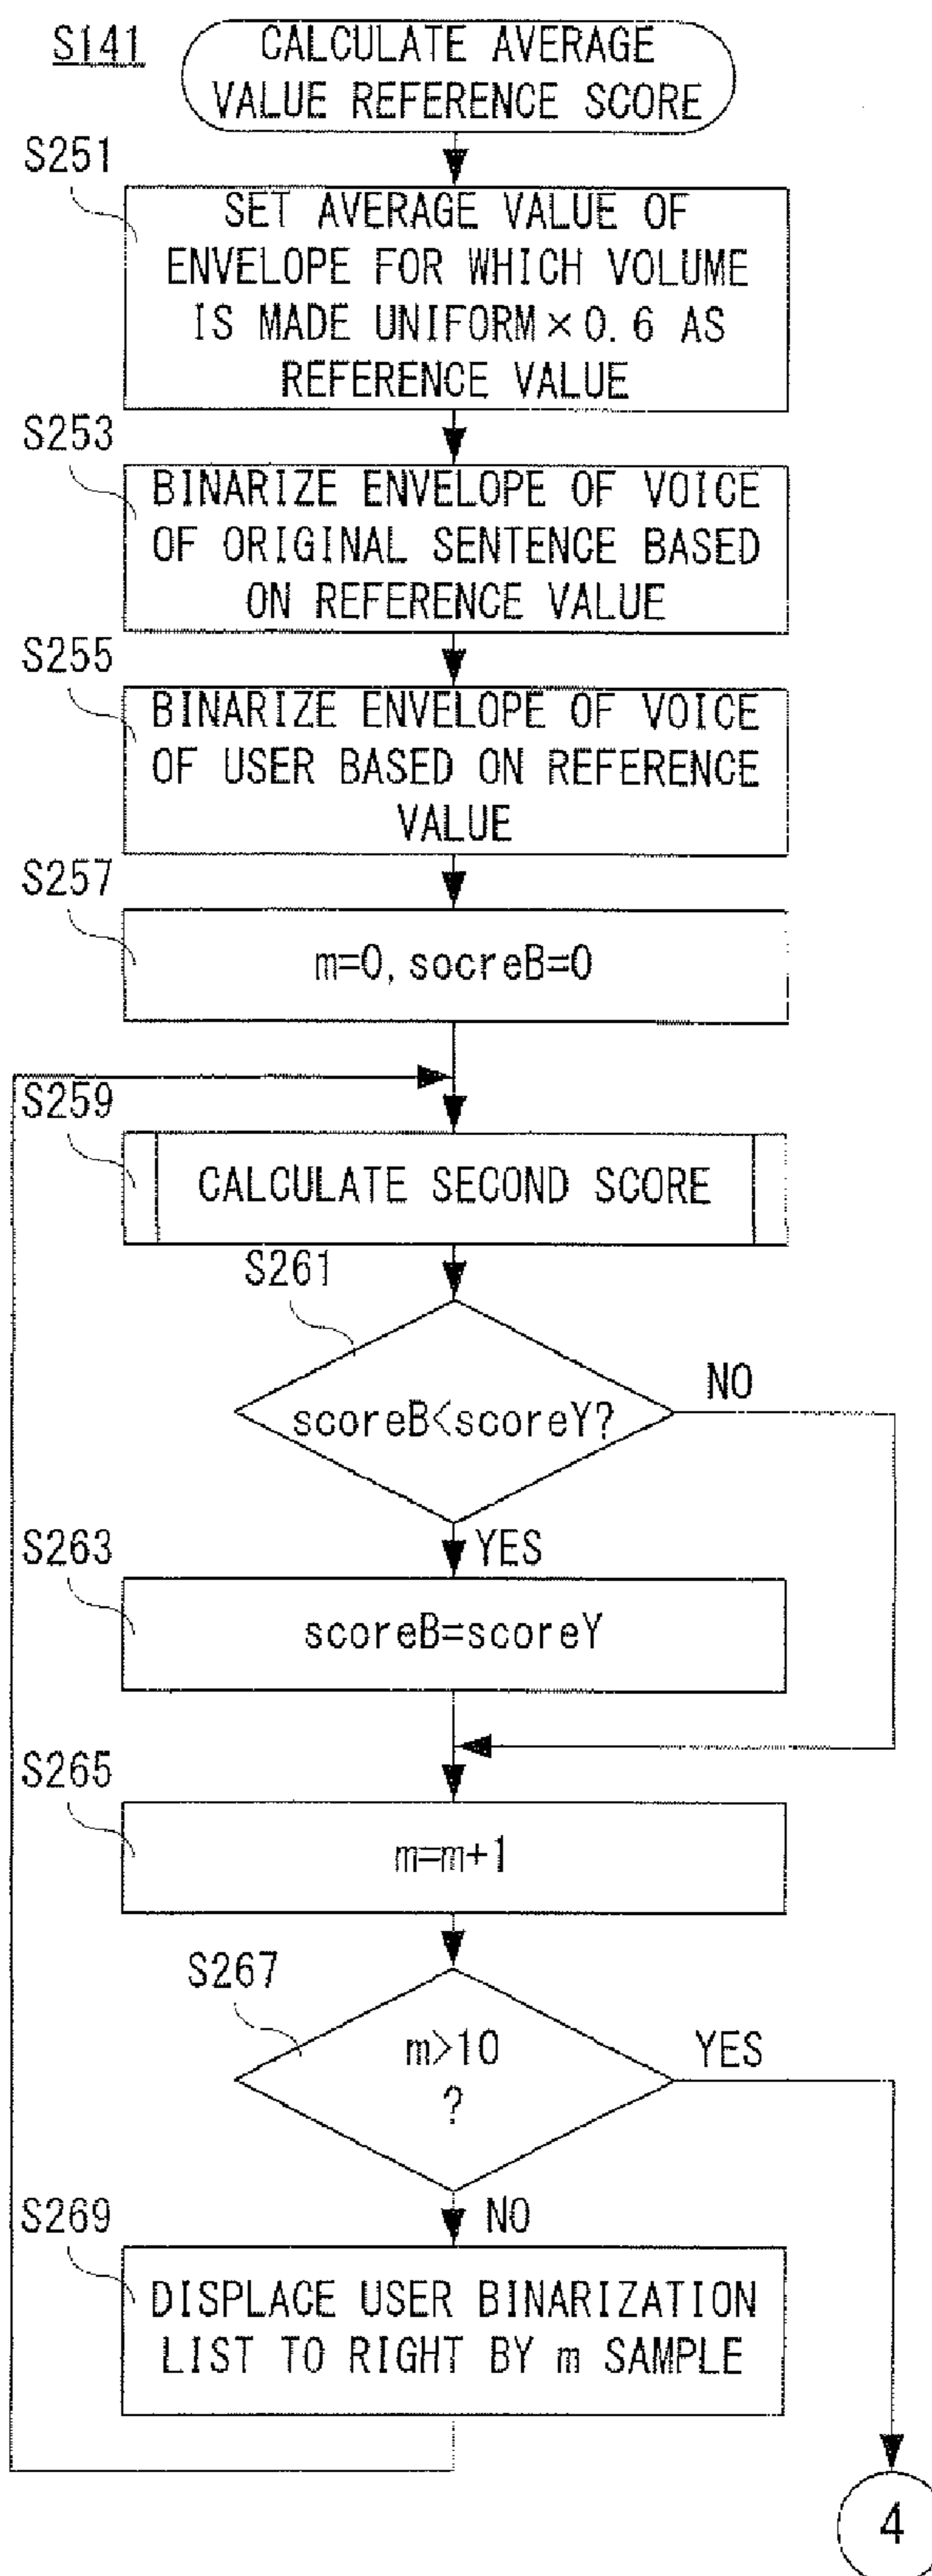 S141
CALCULATE AVERAGE
VALUE REFERENCE SCORE
S251
SET AVERAGE VALUE OF
ENVELOPE FOR WHICH VOLUME
IS MADE UNIFORM×0.6 AS
REFERENCE VALUE
S253
BINARIZE ENVELOPE OF VOICE
OF ORIGINAL SENTENCE BASED
ON REFERENCE VALUE
S255
BINARIZE ENVELOPE OF VOICE
OF USER BASED ON REFERENCE
VALUE
S257
m=0, socreB=0
S259
CALCULATE SECOND SCORE
S261
scoreB<scoreY?
NO
YES
S263
scoreB=scoreY
S265
m=m+1
S267
m>10
?
YES
NO
S269
DISPLACE USER BINARIZATION
LIST TO RIGHT BY m SAMPLE
4